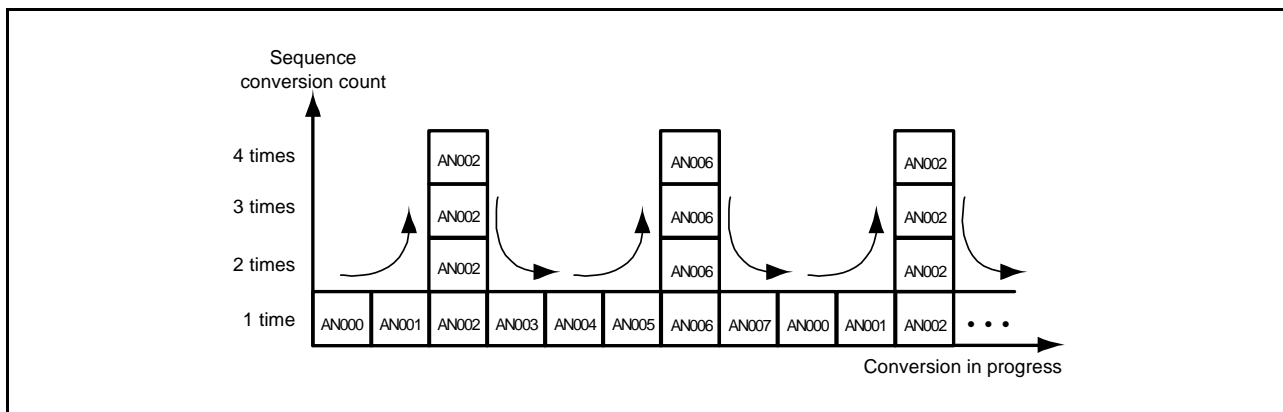 Sequence
conversion count
4 times
AN002
AN006
AN002
3 times
AN002
AN006
AN002
2 times
AN002
AN006
AN002
1 time
AN000
AN001
AN002
AN003
AN004
AN005
AN006
AN007
AN000
AN001
AN002
• • •
Conversion in progress